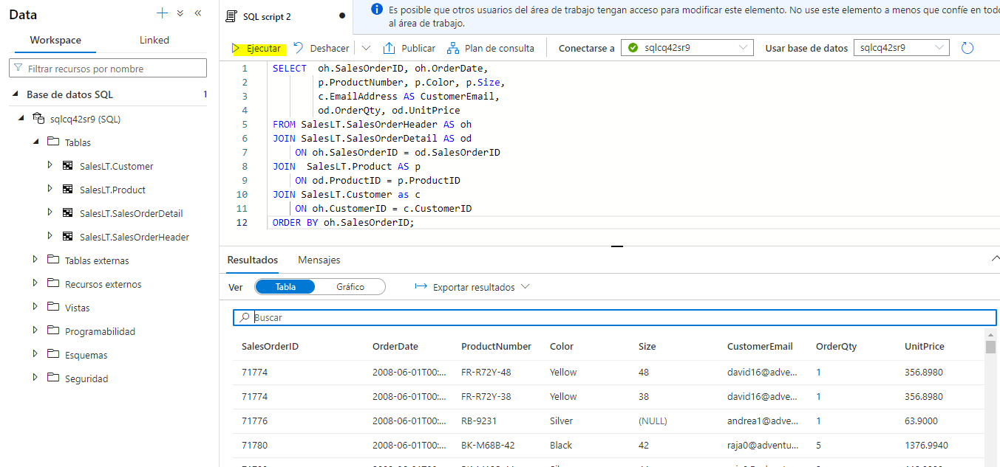 Data
Workspace
Linked
Filtrar recursos por nombre
Base de datos SQL
1
sqlcq42sr9 (SQL)
Tablas
SalesLT.Customer
SalesLT.Product
SalesLT.SalesOrderDetail
SalesLT.SalesOrderHeader
Tablas externas
Recursos externos
Vistas
Programabilidad
Esquemas
Seguridad
SQL script 2
Es posible que otros usuarios del área de trabajo tengan acceso para modificar este elemento. No use este elemento a menos que confíe en
al área de trabajo.
Ejecutar
Deshacer
Publicar
Plan de consulta
Conectarse a
sqlcq42sr9
Usar base de datos
sqlcq42sr9
1 SELECT oh.SalesOrderID, oh.OrderDate,
2 p.ProductNumber, p.Color, p.Size,
3 c.EmailAddress AS CustomerEmail,
4 od.OrderQty, od.UnitPrice
5 FROM SalesLT.SalesOrderHeader AS oh
6 JOIN SalesLT.SalesOrderDetail AS od
7 ON oh.SalesOrderID = od.SalesOrderID
8 JOIN SalesLT.Product AS p
9 ON od.ProductID = p.ProductID
10 JOIN SalesLT.Customer as c
11 ON oh.CustomerID = c.CustomerID
12 ORDER BY oh.SalesOrderID;
Resultados
Mensajes
Ver
Tabla
Gráfico
Exportar resultados
Buscar
SalesOrderID OrderDate ProductNumber Color Size CustomerEmail OrderQty UnitPrice
71774 2008-06-01T00:... FR-R72Y-48 Yellow 48 david16@adve... 1 356.8980
71774 2008-06-01T00:... FR-R72Y-38 Yellow 38 david16@adve... 1 356.8980
71776 2008-06-01T00:... RB-9231 Silver (NULL) andrea1@adve... 1 63.9000
71780 2008-06-01T00:... BK-M68B-42 Black 42 raja0@adventu... 5 1376.9940